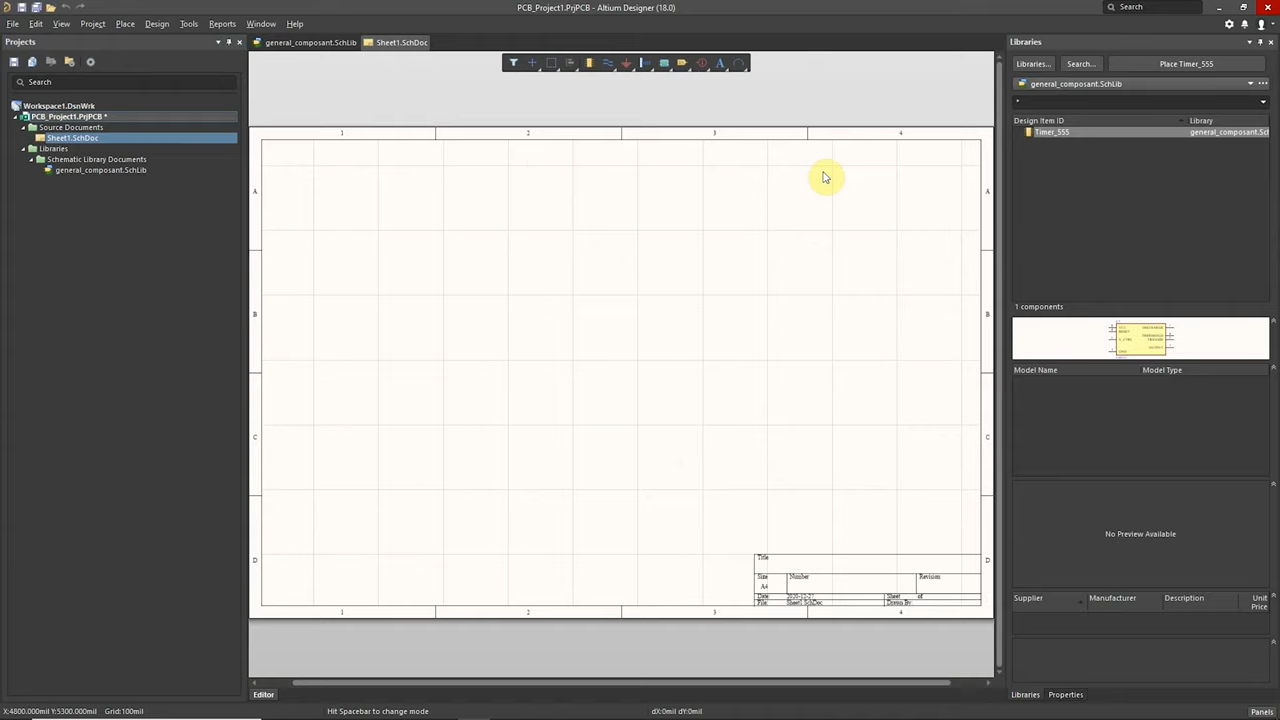 PCB_Project1.PrjPCB - Altium Designer (18.0)
Search
File Edit View Project Place Design Tools Reports Window Help
Projects
general_composant.SchLib
Sheet1.SchDoc
Libraries
Libraries...
Search...
Place Timer_555
Search
general_composant.SchLib
*
Workspace1.DsnWrk
PCB_Project1.PrjPCB *
Source Documents
Sheet1.SchDoc
Libraries
Schematic Library Documents
general_composant.SchLib
Design Item ID Library
Timer_555 general_composant.Scl
1 2 3 4
A A
B B
C C
D D
1 components
Model Name Model Type
No Preview Available
Title
Size Number Revision
A4
Date: 2020-12-27 Sheet of
File: Sheet1.SchDoc Drawn By:
1 2 3 4
Supplier Manufacturer Description Unit Price
Editor
Libraries Properties
X:4800.000mil Y:5300.000mil Grid:100mil
Hit Spacebar to change mode
dX:0mil dY:0mil
Panels